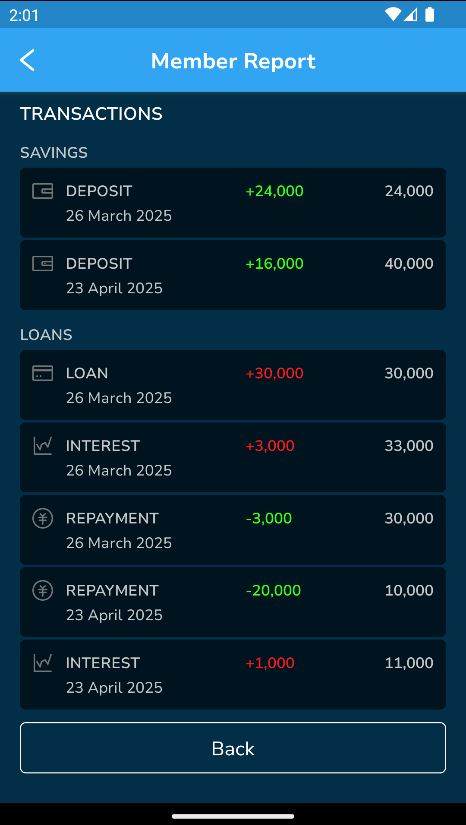 2:01
Member Report
TRANSACTIONS
SAVINGS
DEPOSIT +24,000 24,000
26 March 2025
DEPOSIT +16,000 40,000
23 April 2025
LOANS
LOAN +30,000 30,000
26 March 2025
INTEREST +3,000 33,000
26 March 2025
REPAYMENT -3,000 30,000
26 March 2025
REPAYMENT -20,000 10,000
23 April 2025
INTEREST +1,000 11,000
23 April 2025
Back